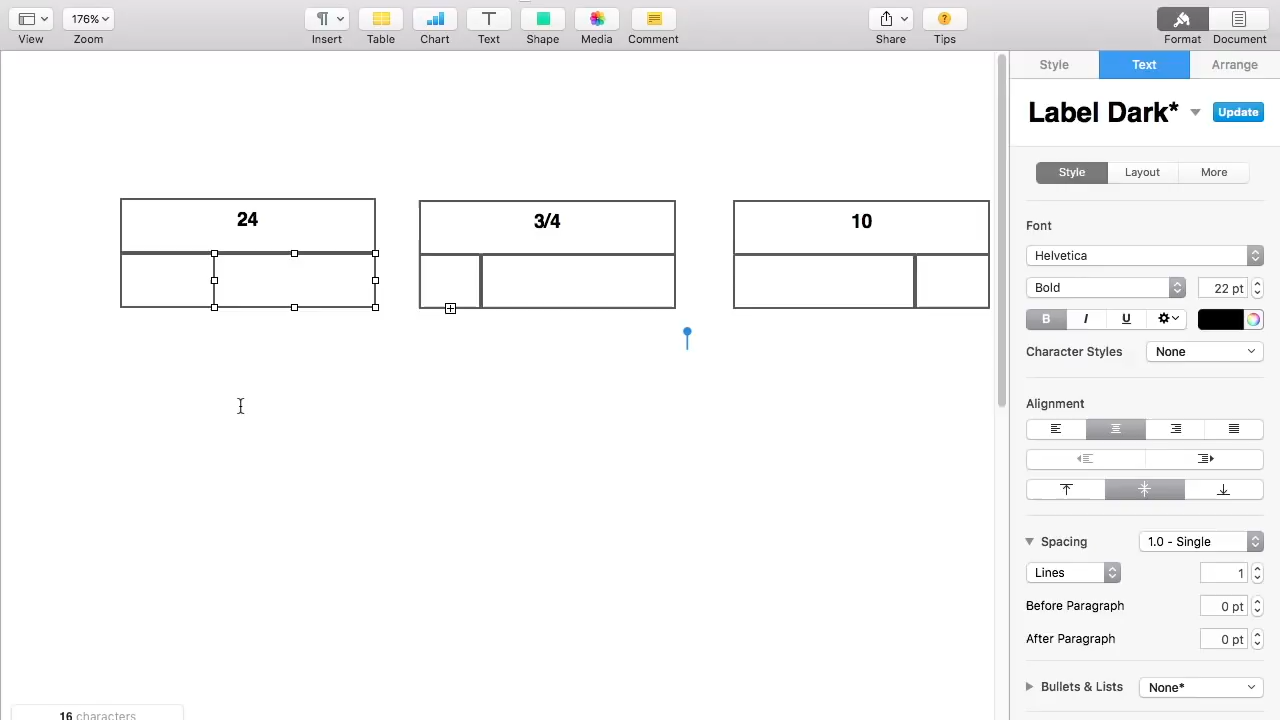 176%
View
Zoom
Insert
Table
Chart
Text
Shape
Media
Comment
Share
Tips
Format
Document
Style
Text
Arrange
Label Dark*
Update
Style
Layout
More
Font
Helvetica
Bold
22 pt
B
I
U
Character Styles
None
Alignment
Spacing
1.0 - Single
Lines
1
Before Paragraph
0 pt
After Paragraph
0 pt
Bullets & Lists
None*
24
3/4
10
16 characters